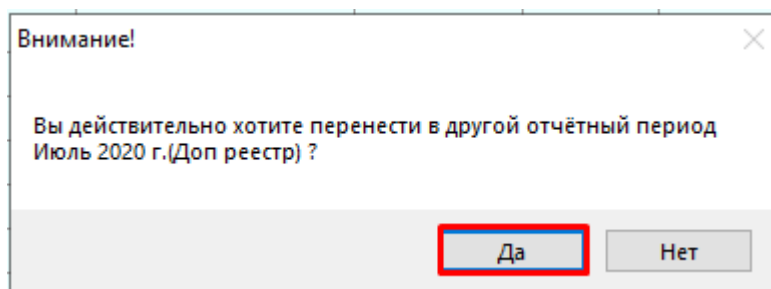 Внимание!
Вы действительно хотите перенести в другой отчётный период
Июль 2020 г.(Доп реестр) ?
Да
Нет